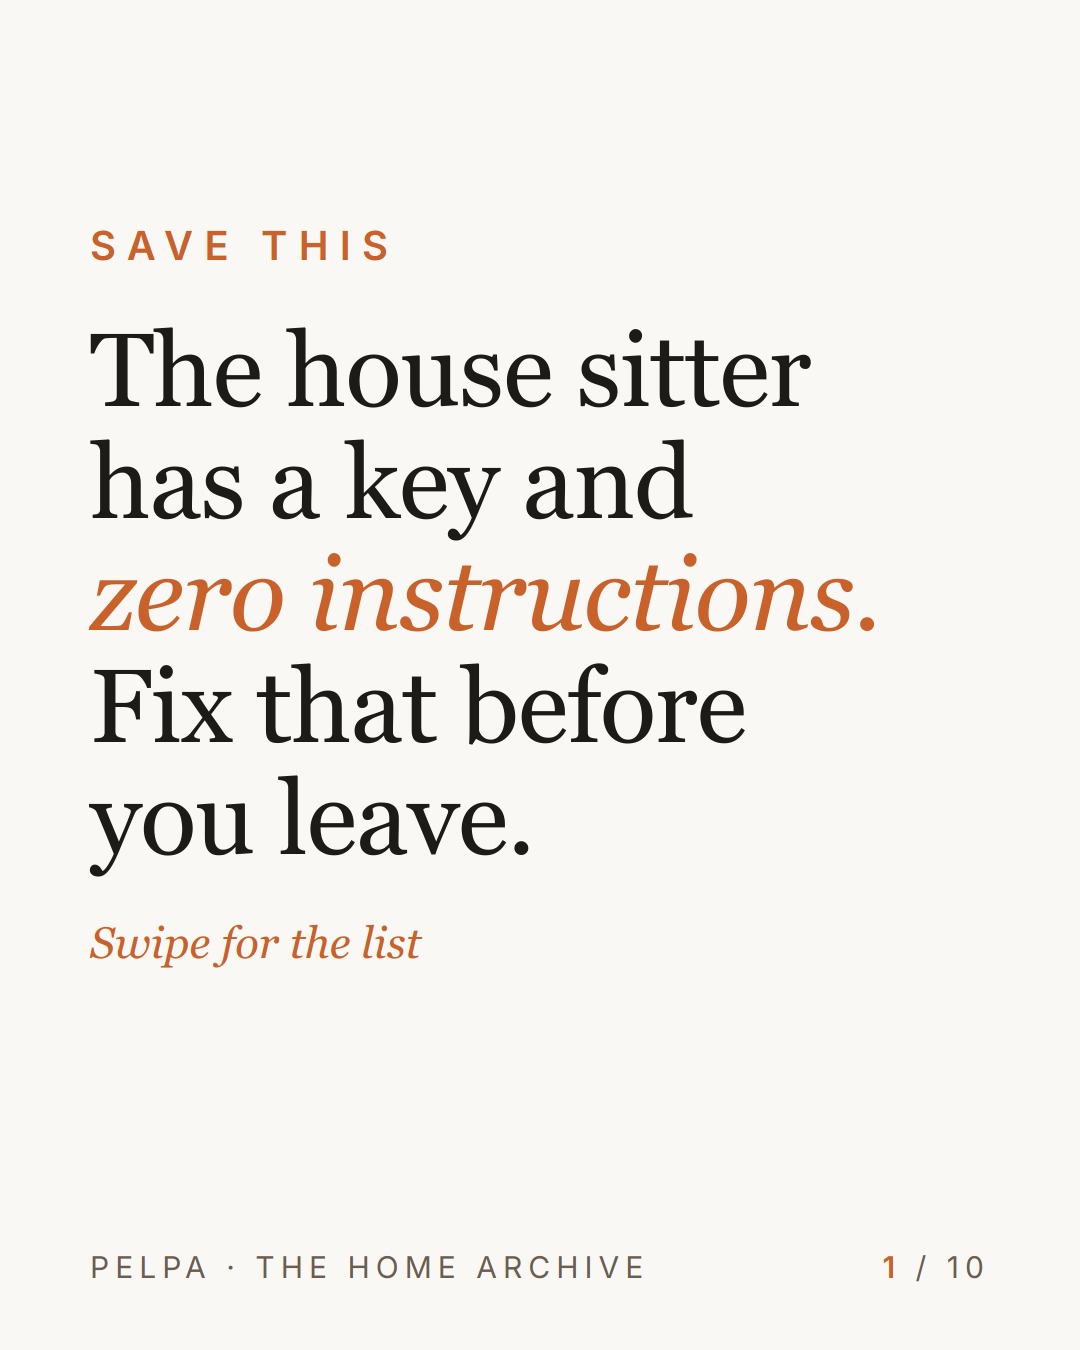 SAVE THIS
The house sitter
has a key and
zero instructions.
Fix that before
you leave.
Swipe for the list
PELPA · THE HOME ARCHIVE
1 / 10